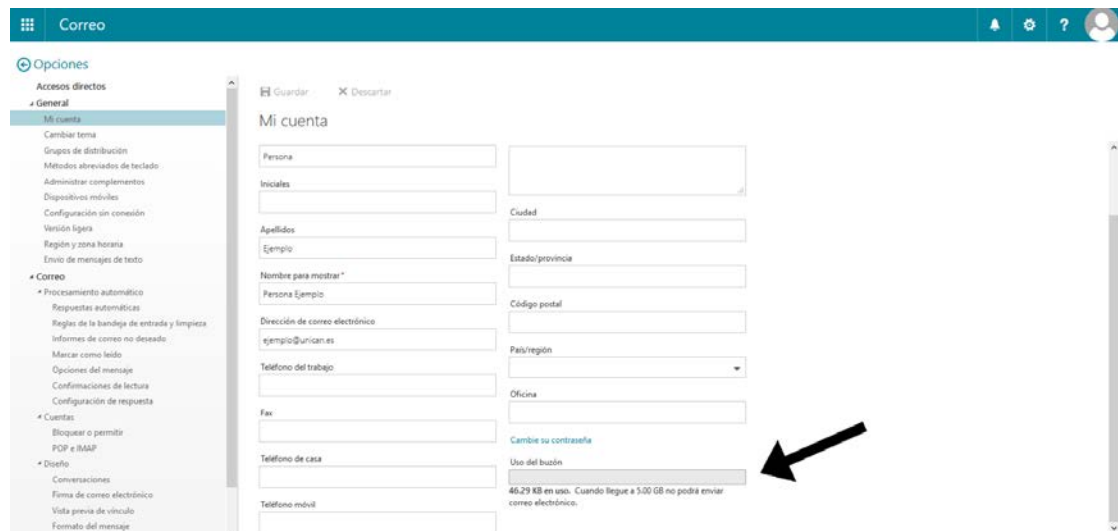 Correo
?
Opciones
Accesos directos
General
Mi cuenta
Cambiar tema
Grupos de distribución
Métodos abreviados de teclado
Administrar complementos
Dispositivos móviles
Configuración sin conexión
Versión ligera
Región y zona horaria
Envío de mensajes de texto
Correo
Procesamiento automático
Respuestas automáticas
Reglas de la bandeja de entrada y limpieza
Informes de correo no deseado
Marcar como leído
Opciones del mensaje
Confirmaciones de lectura
Configuración de respuesta
Cuentas
Bloquear o permitir
POP e IMAP
Diseño
Conversaciones
Firma de correo electrónico
Vista previa de vínculo
Formato del mensaje
Guardar Descartar
Mi cuenta
Persona
Iniciales
Apellidos
Ejemplo
Nombre para mostrar*
Persona Ejemplo
Dirección de correo electrónico
ejemplo@unican.es
Teléfono del trabajo
Fax
Teléfono de casa
Teléfono móvil
Ciudad
Estado/provincia
Código postal
País/región
Oficina
Cambie su contraseña
Uso del buzón
46.29 KB en uso. Cuando llegue a 5.00 GB no podrá enviar
correo electrónico.